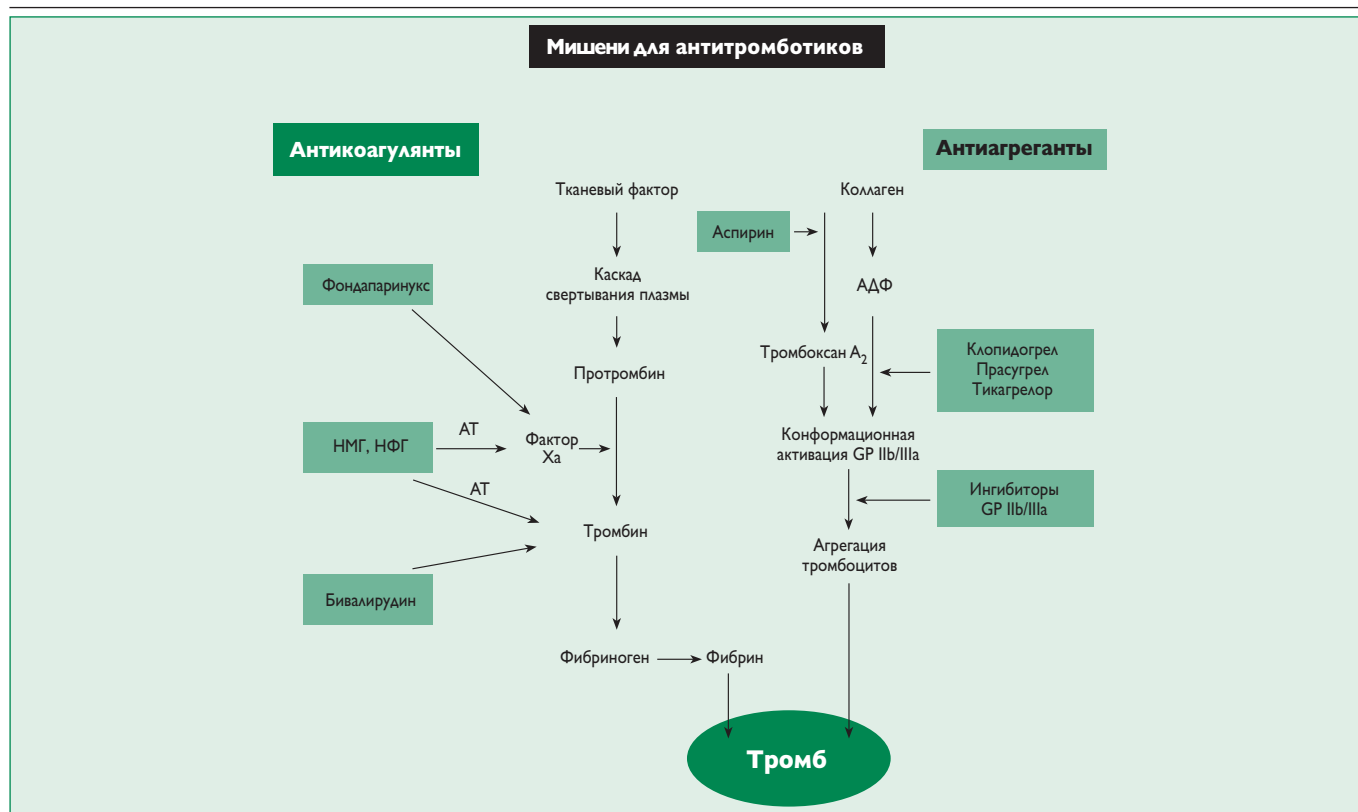 Мишени для антитромботиков
Антикоагулянты
Антиагреганты
Тканевый фактор
Коллаген
Аспирин
Каскад
свертывания плазмы
АДФ
Фондапаринукс
Тромбоксан А2
Клопидогрел
Прасугрел
Тикагрелор
Протромбин
НМГ, НФГ
АТ
Фактор
Ха
Конформационная
активация GP IIb/IIIa
АТ
Ингибиторы
GP IIb/IIIa
Тромбин
Агрегация
тромбоцитов
Бивалирудин
Фибриноген
Фибрин
Тромб